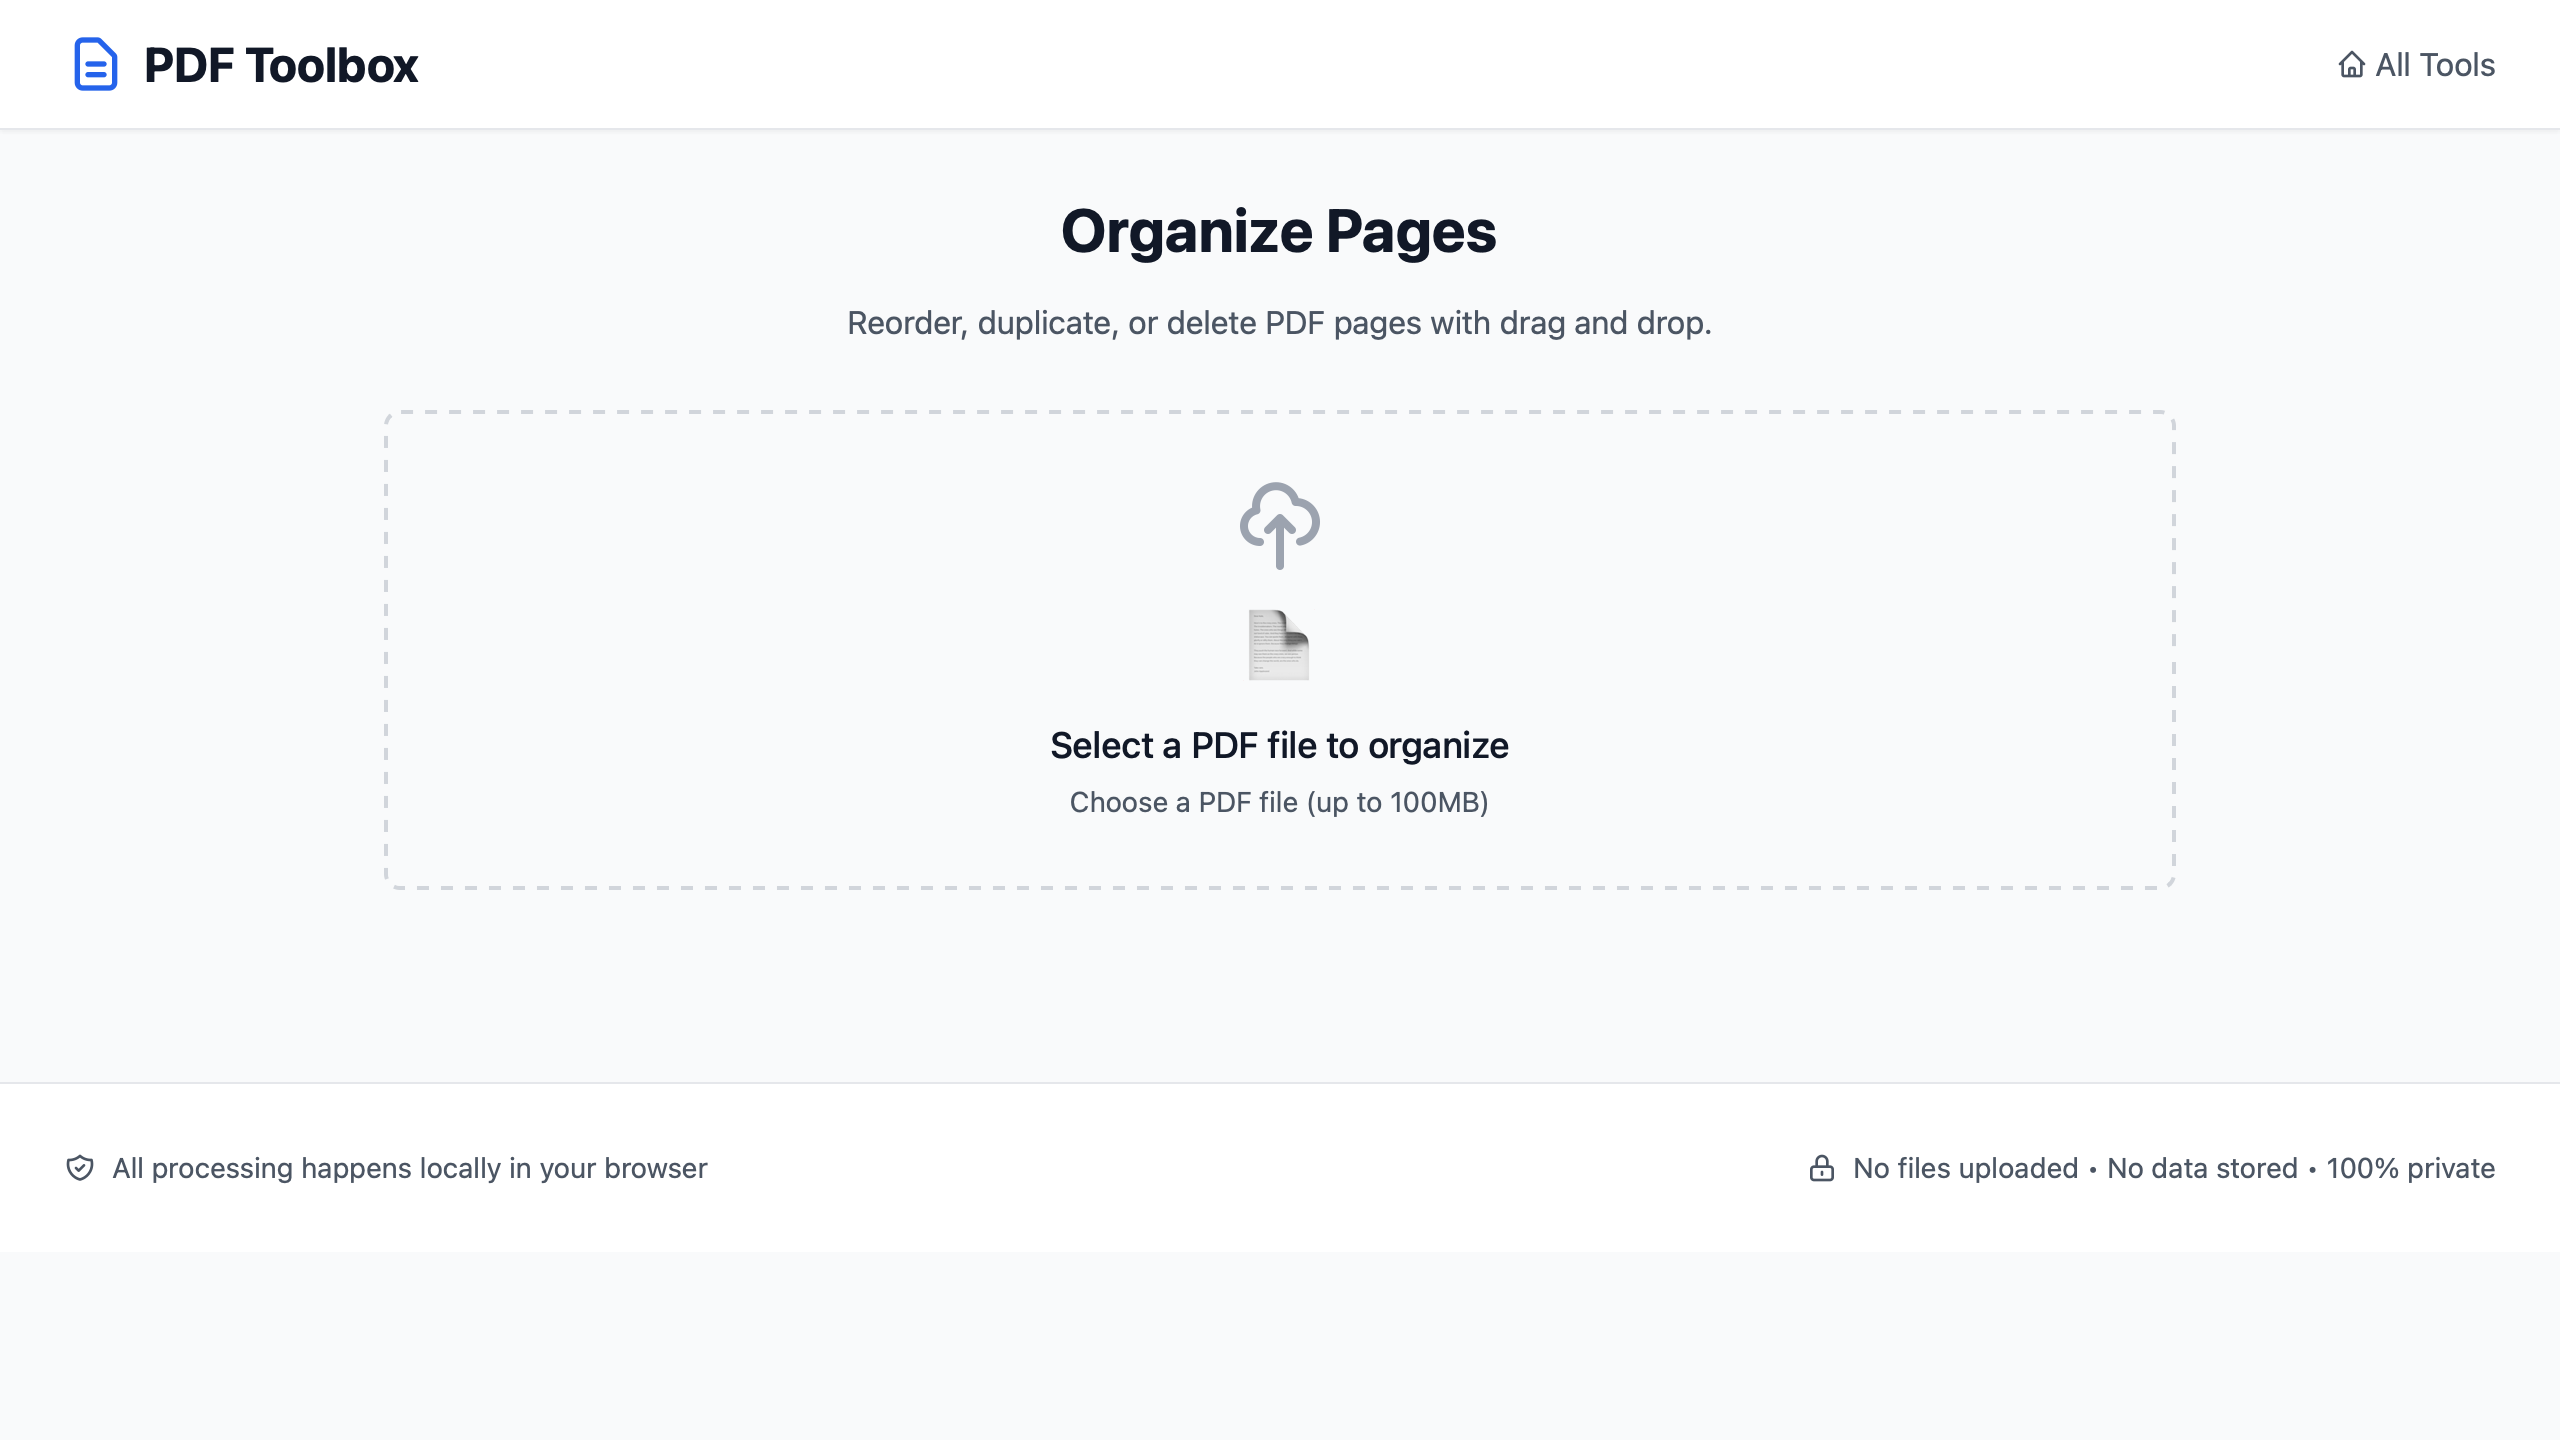 PDF Toolbox
All Tools
Organize Pages
Reorder, duplicate, or delete PDF pages with drag and drop.
Select a PDF file to organize
Choose a PDF file (up to 100MB)
All processing happens locally in your browser
No files uploaded • No data stored • 100% private